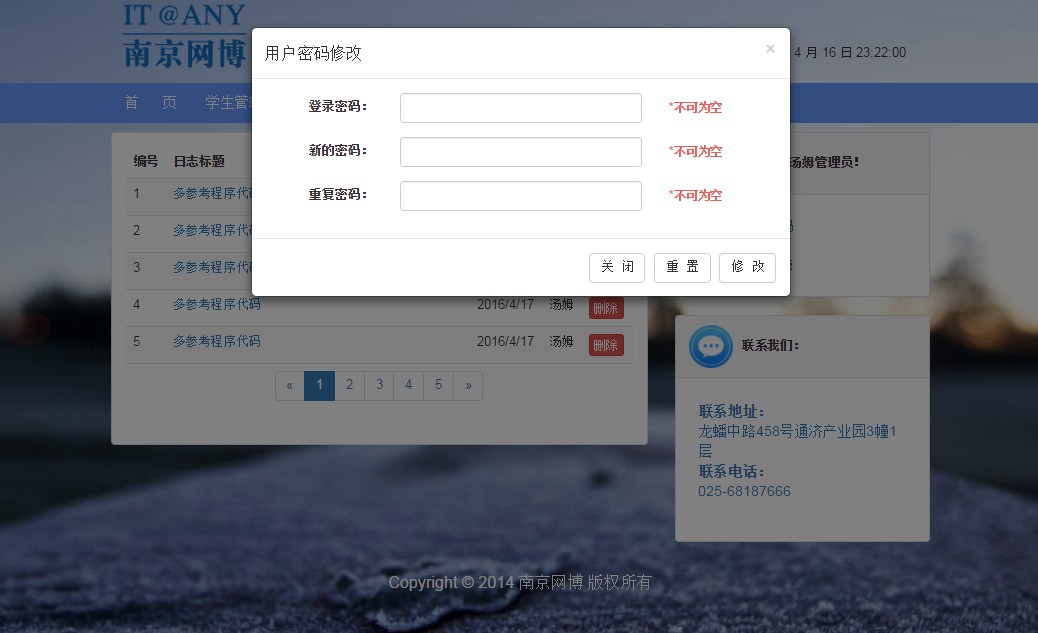 IT @ ANY
南京网博
4 月 16 日 23:22:00
首 页 学生管
用户密码修改 ×
登录密码： *不可为空
新的密码： *不可为空
重复密码： *不可为空
关 闭 重 置 修 改
编号 日志标题
1 多参考程序代
2 多参考程序代
3 多参考程序代
4 多参考程序代码 2016/4/17 汤姆 删除
5 多参考程序代码 2016/4/17 汤姆 删除
« 1 2 3 4 5 »
汤姆管理员!
联系我们：
联系地址：
龙蟠中路458号通济产业园3幢1
层
联系电话：
025-68187666
Copyright © 2014 南京网博 版权所有